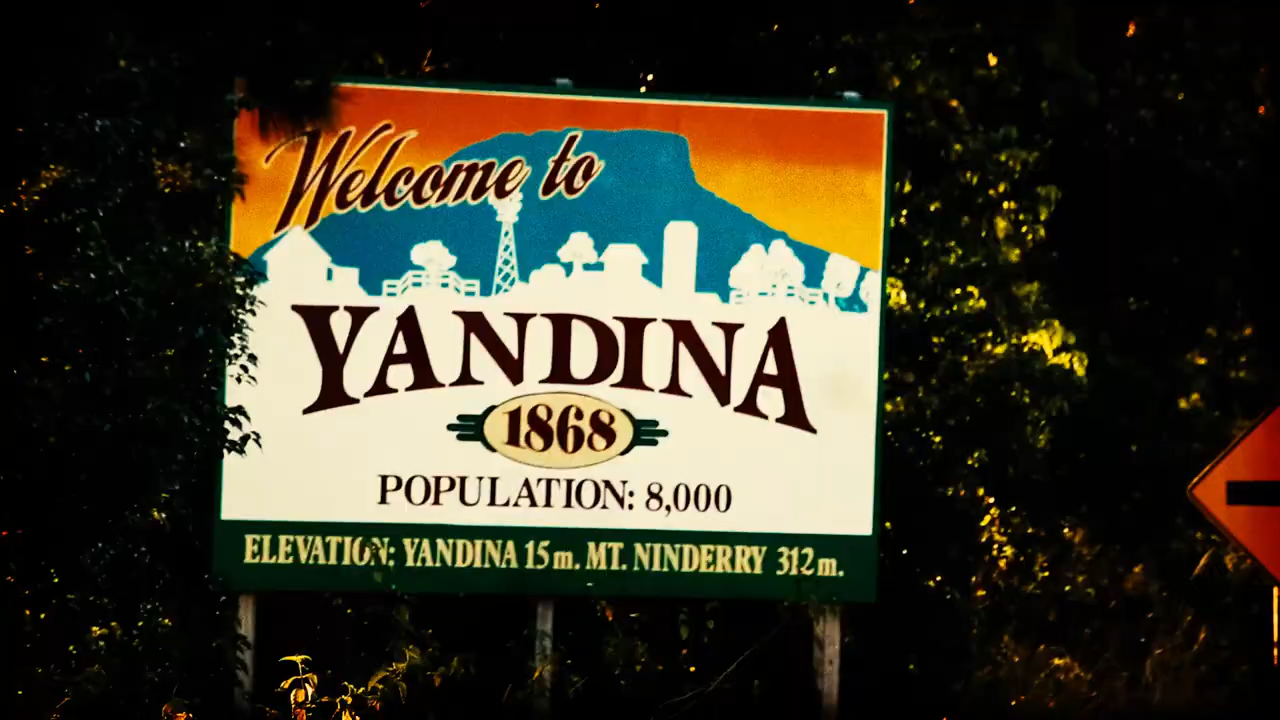 Welcome to
YANDINA
1868
POPULATION: 8,000
ELEVATION: YANDINA 15m. MT. NINDERRY 312m.